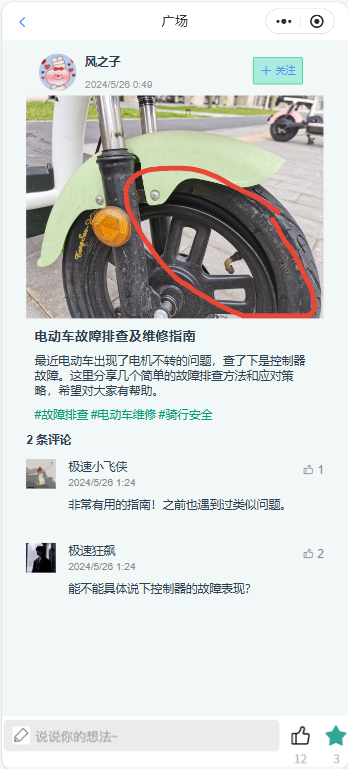 广场
风之子
2024/5/26 0:49
+ 关注
电动车故障排查及维修指南
最近电动车出现了电机不转的问题，查了下是控制器
故障。这里分享几个简单的故障排查方法和应对策
略，希望对大家有帮助。
#故障排查 #电动车维修 #骑行安全
2 条评论
极速小飞侠
1
2024/5/26 1:24
非常有用的指南！之前也遇到过类似问题。
极速狂飙
2
2024/5/26 1:24
能不能具体说下控制器的故障表现？
说说你的想法~
12
3